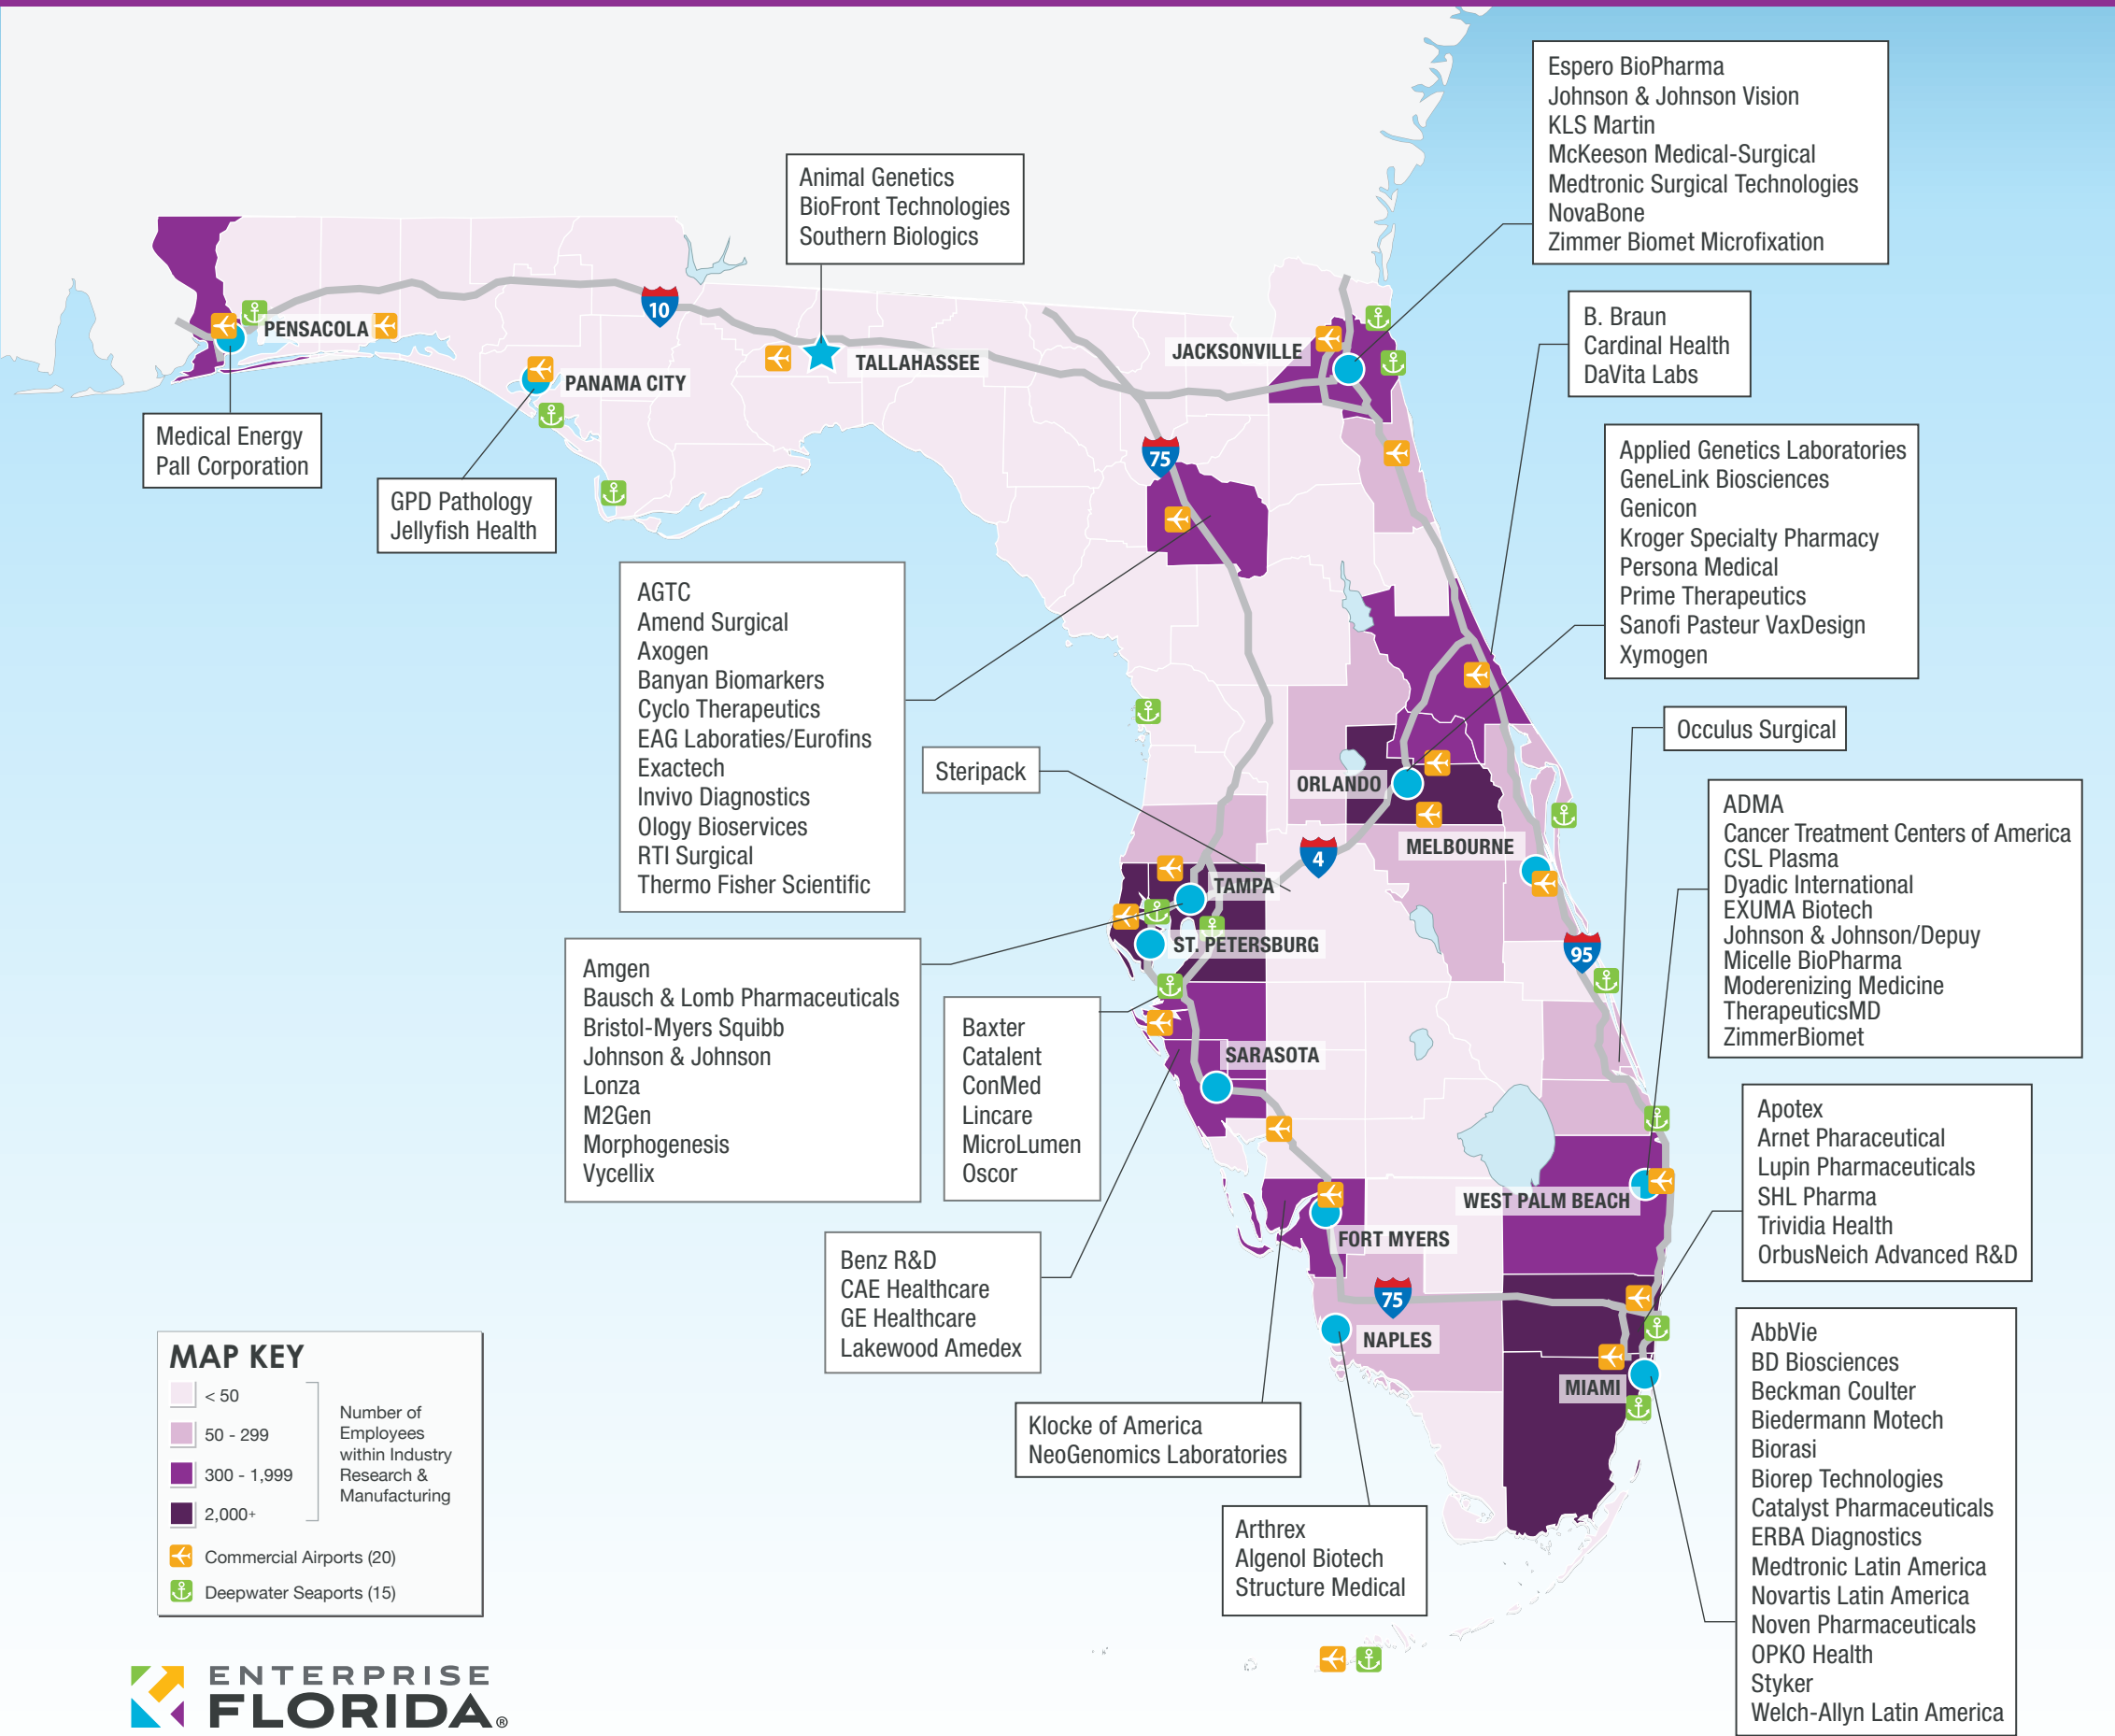 Espero BioPharma
Johnson & Johnson Vision
KLS Martin
McKeeson Medical-Surgical
Medtronic Surgical Technologies
NovaBone
Zimmer Biomet Microfixation
Animal Genetics
BioFront Technologies
Southern Biologics
B. Braun
Cardinal Health
DaVita Labs
10
PENSACOLA
TALLAHASSEE
JACKSONVILLE
PANAMA CITY
Medical Energy
Pall Corporation
GPD Pathology
Jellyfish Health
75
Applied Genetics Laboratories
GeneLink Biosciences
Genicon
Kroger Specialty Pharmacy
Persona Medical
Prime Therapeutics
Sanofi Pasteur VaxDesign
Xymogen
AGTC
Amend Surgical
Axogen
Banyan Biomarkers
Cyclo Therapeutics
EAG Laboraties/Eurofins
Exactech
Invivo Diagnostics
Ology Bioservices
RTI Surgical
Thermo Fisher Scientific
Steripack
Occulus Surgical
ORLANDO
MELBOURNE
4
TAMPA
ST. PETERSBURG
95
ADMA
Cancer Treatment Centers of America
CSL Plasma
Dyadic International
EXUMA Biotech
Johnson & Johnson/Depuy
Micelle BioPharma
Moderenizing Medicine
TherapeuticsMD
ZimmerBiomet
Amgen
Bausch & Lomb Pharmaceuticals
Bristol-Myers Squibb
Johnson & Johnson
Lonza
M2Gen
Morphogenesis
Vycellix
Baxter
Catalent
ConMed
Lincare
MicroLumen
Oscor
SARASOTA
Apotex
Arnet Pharaceutical
Lupin Pharmaceuticals
SHL Pharma
Trividia Health
OrbusNeich Advanced R&D
WEST PALM BEACH
FORT MYERS
Benz R&D
CAE Healthcare
GE Healthcare
Lakewood Amedex
75
NAPLES
MIAMI
AbbVie
BD Biosciences
Beckman Coulter
Biedermann Motech
Biorasi
Biorep Technologies
Catalyst Pharmaceuticals
ERBA Diagnostics
Medtronic Latin America
Novartis Latin America
Noven Pharmaceuticals
OPKO Health
Styker
Welch-Allyn Latin America
Klocke of America
NeoGenomics Laboratories
Arthrex
Algenol Biotech
Structure Medical
MAP KEY
< 50
50 - 299
300 - 1,999
2,000+
Number of
Employees
within Industry
Research &
Manufacturing
Commercial Airports (20)
Deepwater Seaports (15)
ENTERPRISE
FLORIDA®